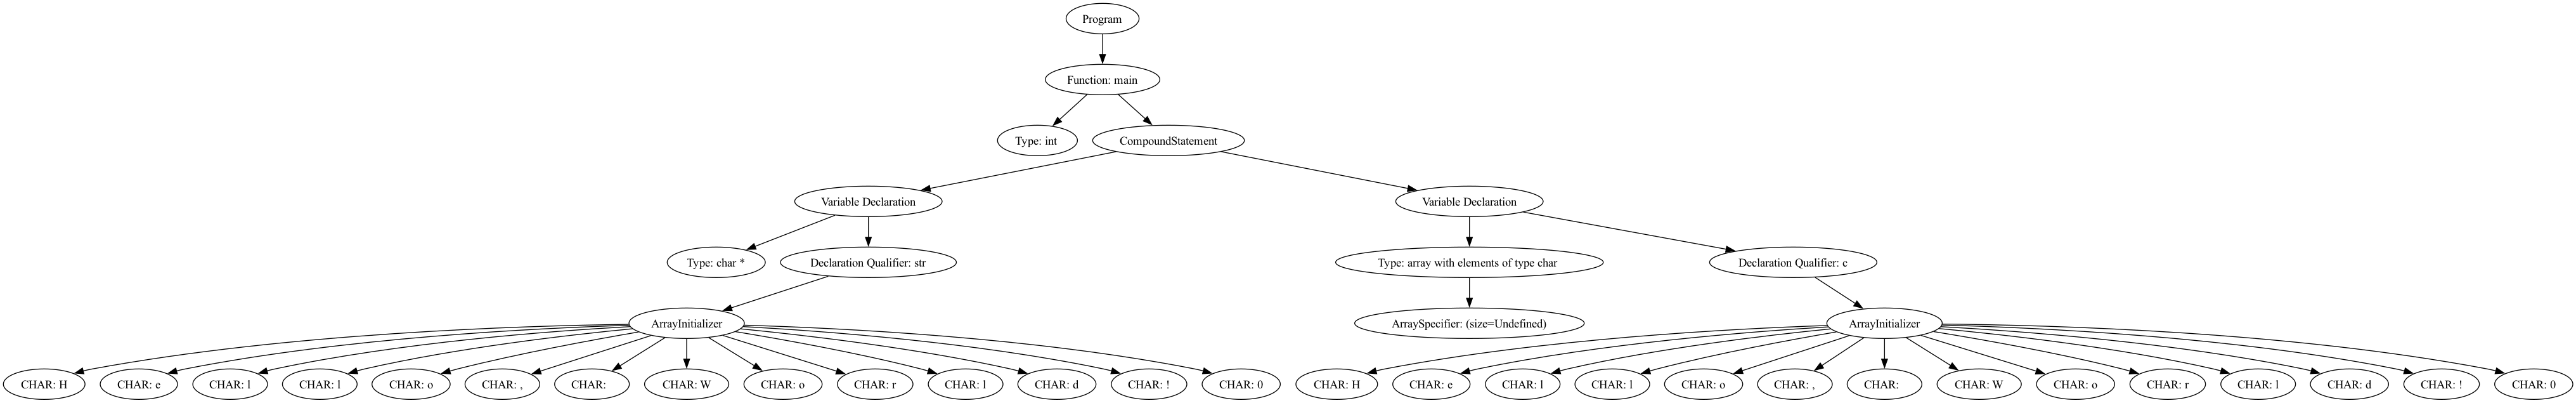 Program
Function: main
Type: int
CompoundStatement
Variable Declaration
Variable Declaration
Type: char *
Declaration Qualifier: str
Type: array with elements of type char
Declaration Qualifier: c
ArrayInitializer
ArraySpecifier: (size=Undefined)
ArrayInitializer
CHAR: H
CHAR: e
CHAR: l
CHAR: l
CHAR: o
CHAR: ,
CHAR:
CHAR: W
CHAR: o
CHAR: r
CHAR: l
CHAR: d
CHAR: !
CHAR: 0
CHAR: H
CHAR: e
CHAR: l
CHAR: l
CHAR: o
CHAR: ,
CHAR:
CHAR: W
CHAR: o
CHAR: r
CHAR: l
CHAR: d
CHAR: !
CHAR: 0